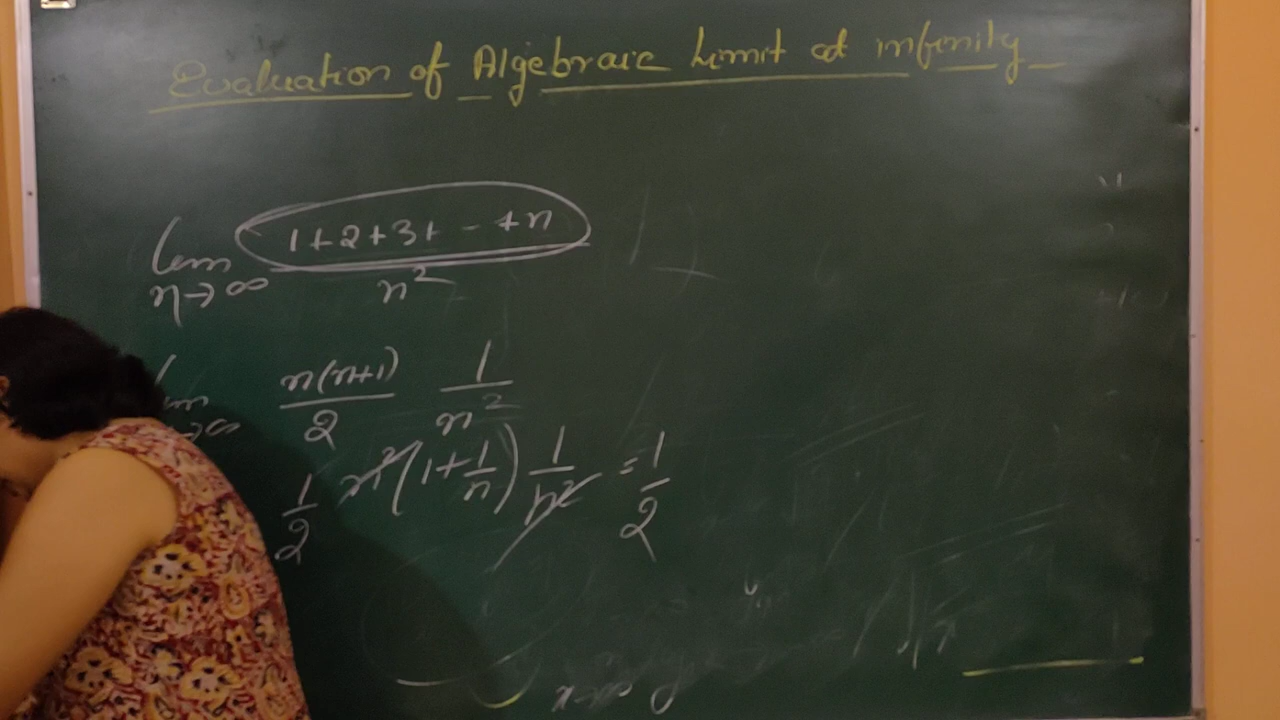 Evaluation of Algebraic Limit at infinity
lim n→∞ 1+2+3+--+n / n²
lim →∞ n(n+1)/2 1/n²
1/2 n²(1+1/n) 1/n² = 1/2